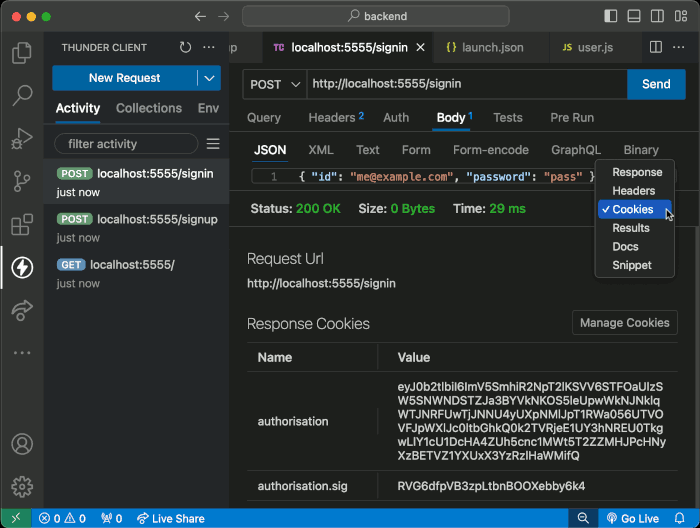 backend
THUNDER CLIENT
TC localhost:5555/signin
{} launch.json
JS user.js
New Request
Activity Collections Env
filter activity
POST localhost:5555/signin
just now
POST localhost:5555/signup
just now
GET localhost:5555/
just now
POST http://localhost:5555/signin Send
Query Headers 2 Auth Body 1 Tests Pre Run
JSON XML Text Form Form-encode GraphQL Binary
1 { "id": "me@example.com", "password": "pass" }
Status: 200 OK Size: 0 Bytes Time: 29 ms
Response
Headers
Cookies
Results
Docs
Snippet
Request Url
http://localhost:5555/signin
Response Cookies Manage Cookies
Name Value
authorisation
authorisation.sig RVG6dfpVB3zpLtbnBOOXebby6k4
0 0 0 Live Share Go Live